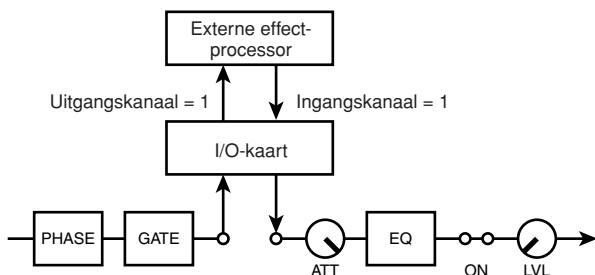 Externe effect-
processor
Uitgangskanaal = 1
Ingangskanaal = 1
I/O-kaart
PHASE
GATE
ATT
EQ
ON
LVL